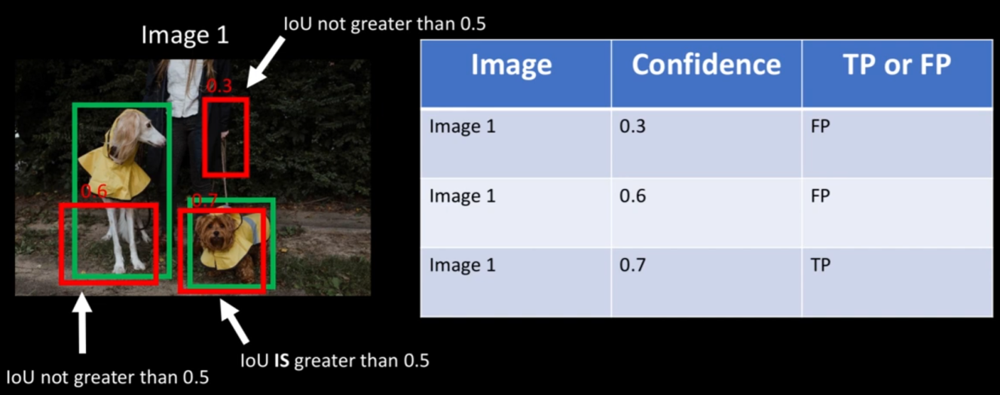 IoU not greater than 0.5
Image 1
0.3
0.6
0.7
IoU IS greater than 0.5
IoU not greater than 0.5
Image Confidence TP or FP
Image 1 0.3 FP
Image 1 0.6 FP
Image 1 0.7 TP